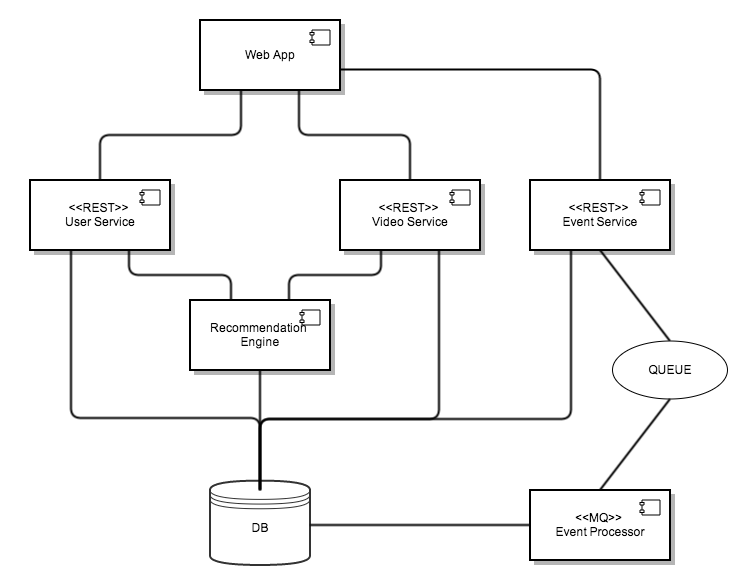 Web App
<<REST>>
User Service
<<REST>>
Video Service
<<REST>>
Event Service
Recommendation
Engine
QUEUE
DB
<<MQ>>
Event Processor